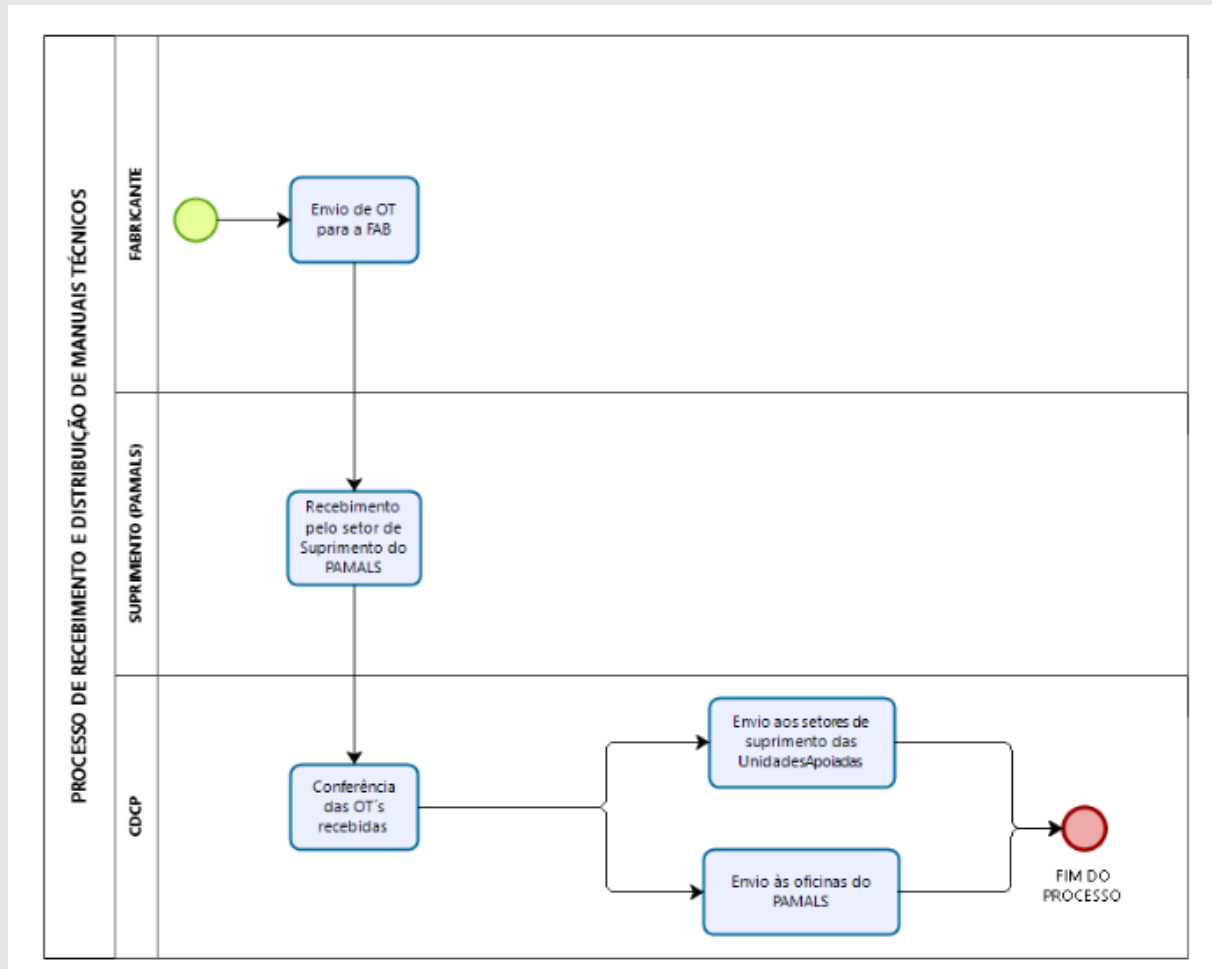 PROCESSO DE RECEBIMENTO E DISTRIBUIÇÃO DE MANUAIS TÉCNICOS
FABRICANTE
Envio de OT
para a FAB
SUPRIMENTO (PAMALS)
Recebimento
pelo setor de
Suprimento do
PAMALS
CDCP
Conferência
das OT´s
recebidas
Envio aos setores de
suprimento das
UnidadesApoiadas
Envio às oficinas do
PAMALS
FIM DO
PROCESSO